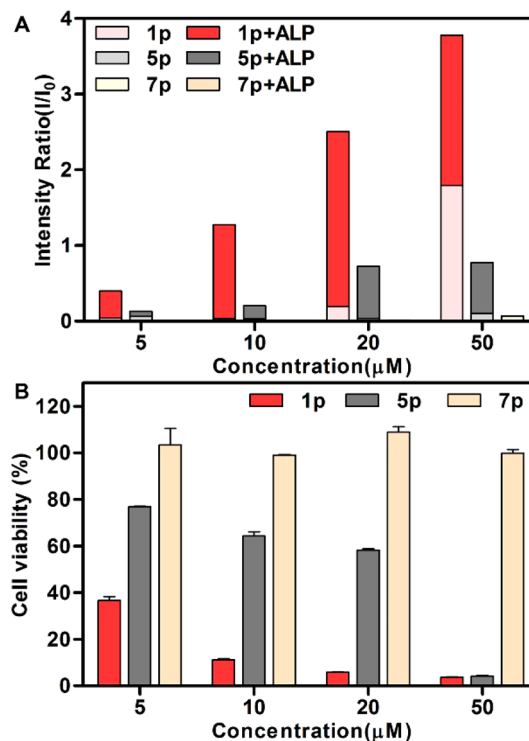 A
1p 1p+ALP
5p 5p+ALP
7p 7p+ALP
Intensity Ratio(I/I₀)
4
3
2
1
0
5 10 20 50
Concentration(μM)
B
1p 5p 7p
Cell viability (%)
120
100
80
60
40
20
0
5 10 20 50
Concentration(μM)